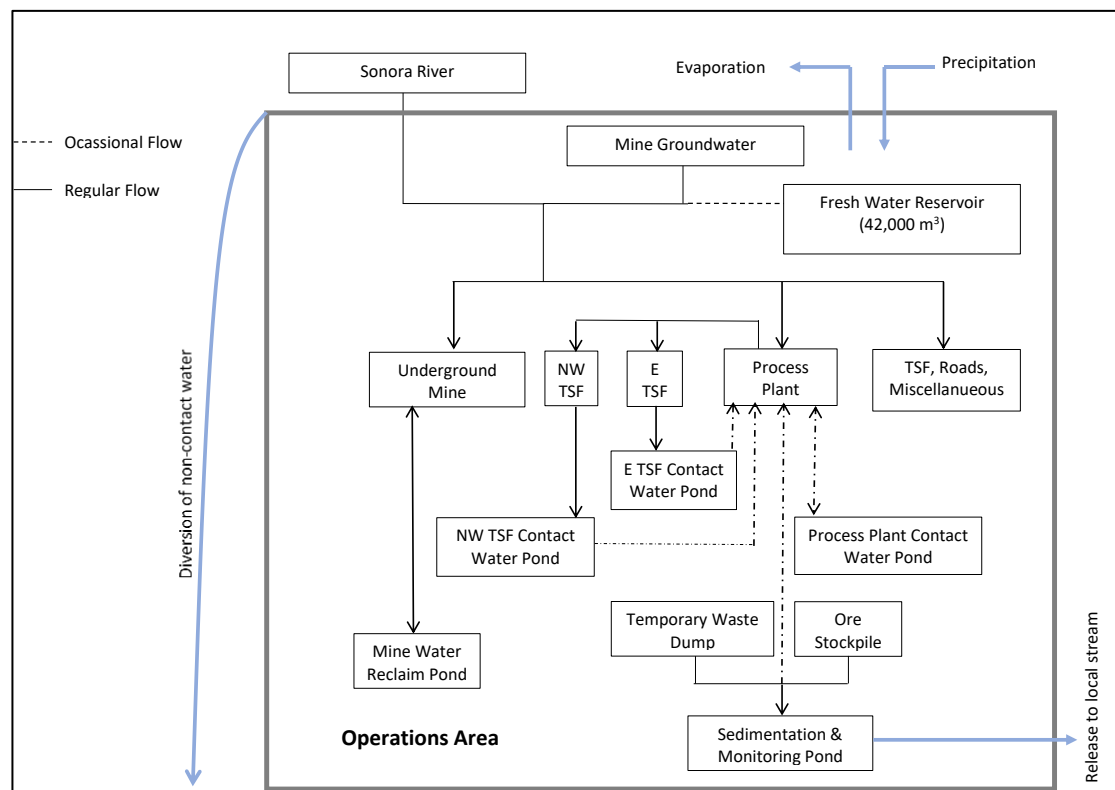 Sonora River
Evaporation
Precipitation
Ocassional Flow
Regular Flow
Mine Groundwater
Fresh Water Reservoir
(42,000 m³)
Underground
Mine
NW
TSF
E
TSF
Process
Plant
TSF, Roads,
Miscellanueous
E TSF Contact
Water Pond
NW TSF Contact
Water Pond
Process Plant Contact
Water Pond
Diversion of non-contact water
Temporary Waste
Dump
Ore
Stockpile
Mine Water
Reclaim Pond
Operations Area
Sedimentation &
Monitoring Pond
Release to local stream